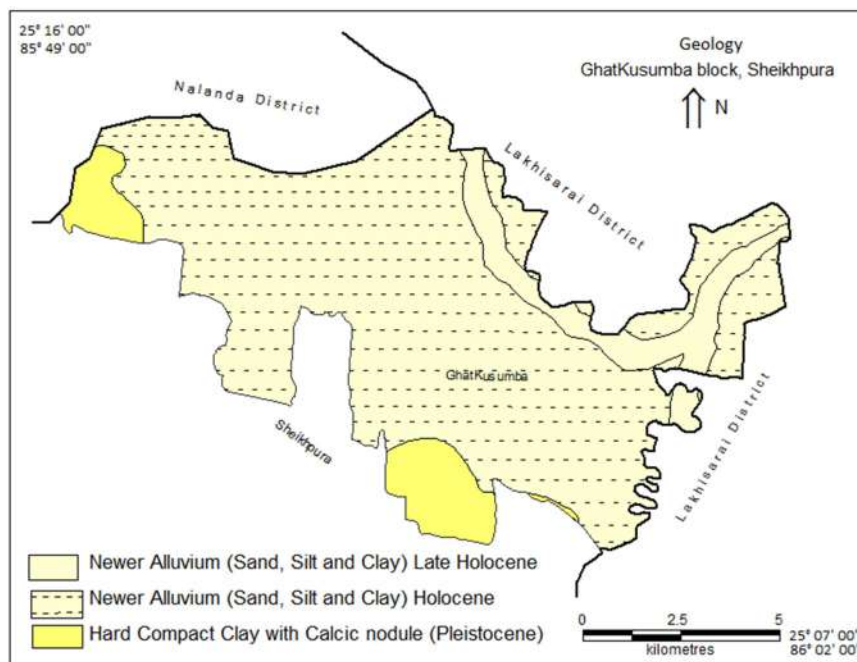 25° 16' 00"
85° 49' 00"
Geology
GhatKusumba block, Sheikhpura
N
Nalanda District
Lakhisarai District
GhatKusumba
Sheikhpura
Lakhisarai District
Newer Alluvium (Sand, Silt and Clay) Late Holocene
Newer Alluvium (Sand, Silt and Clay) Holocene
Hard Compact Clay with Calcic nodule (Pleistocene)
0 2.5 5
kilometres
25° 07' 00"
86° 02' 00"